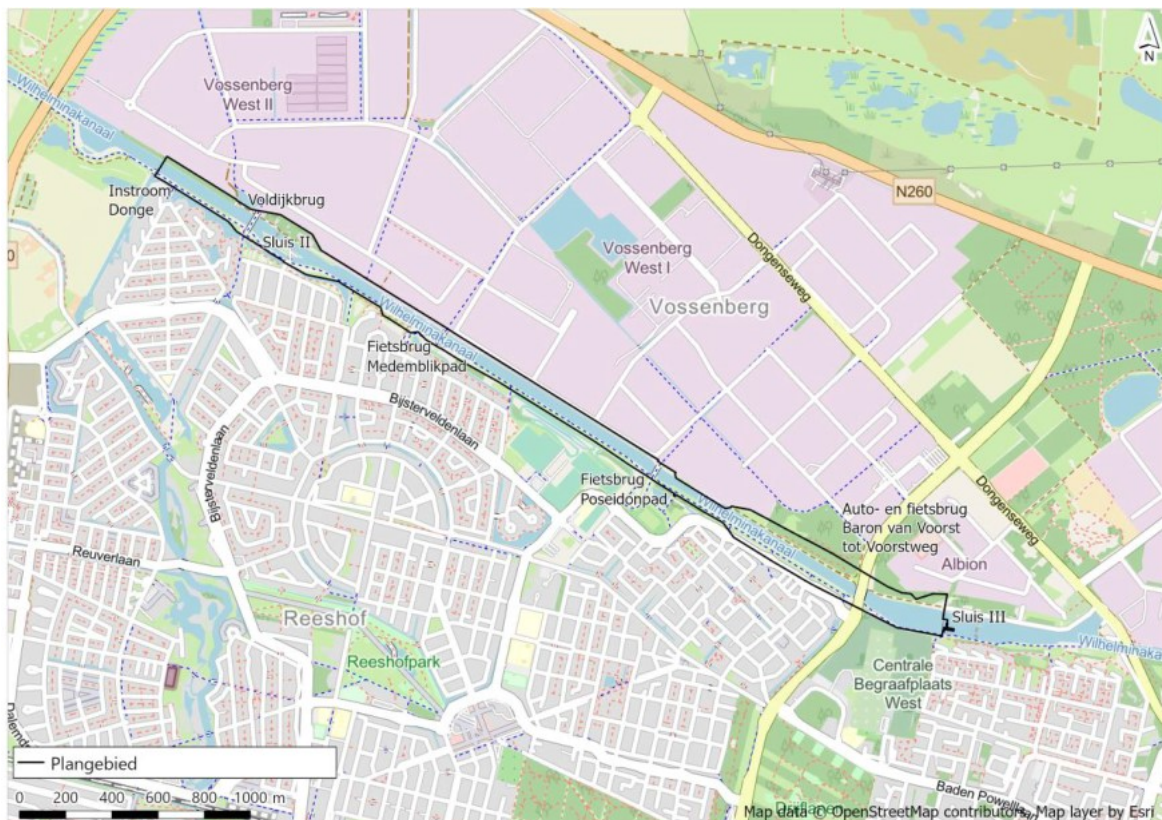 N
Wilhelminakanaal
Vossenberg
West II
N260
Instroom
Donge
Voldijkbrug
Sluis II
Dongenseweg
Vossenberg
West I
Vossenberg
Wilhelminakanaal
Fietsbrug
Medemblikpad
Bijsterveldenlaan
Bijsterveldenlaan
Fietsbrug
Poseidonpad
Wilhelminakanaal
Auto- en fietsbrug
Baron van Voorst
tot Voorstweg
Dongenseweg
Albion
Reuverlaan
Reeshof
Sluis III
Wilhelminakanaal
Reeshofpark
Centrale
Begraafplaats
West
Plangebied
0 200 400 600 800 1000 m
Baden Powelllaan
Map data © OpenStreetMap contributors, Map layer by Esri